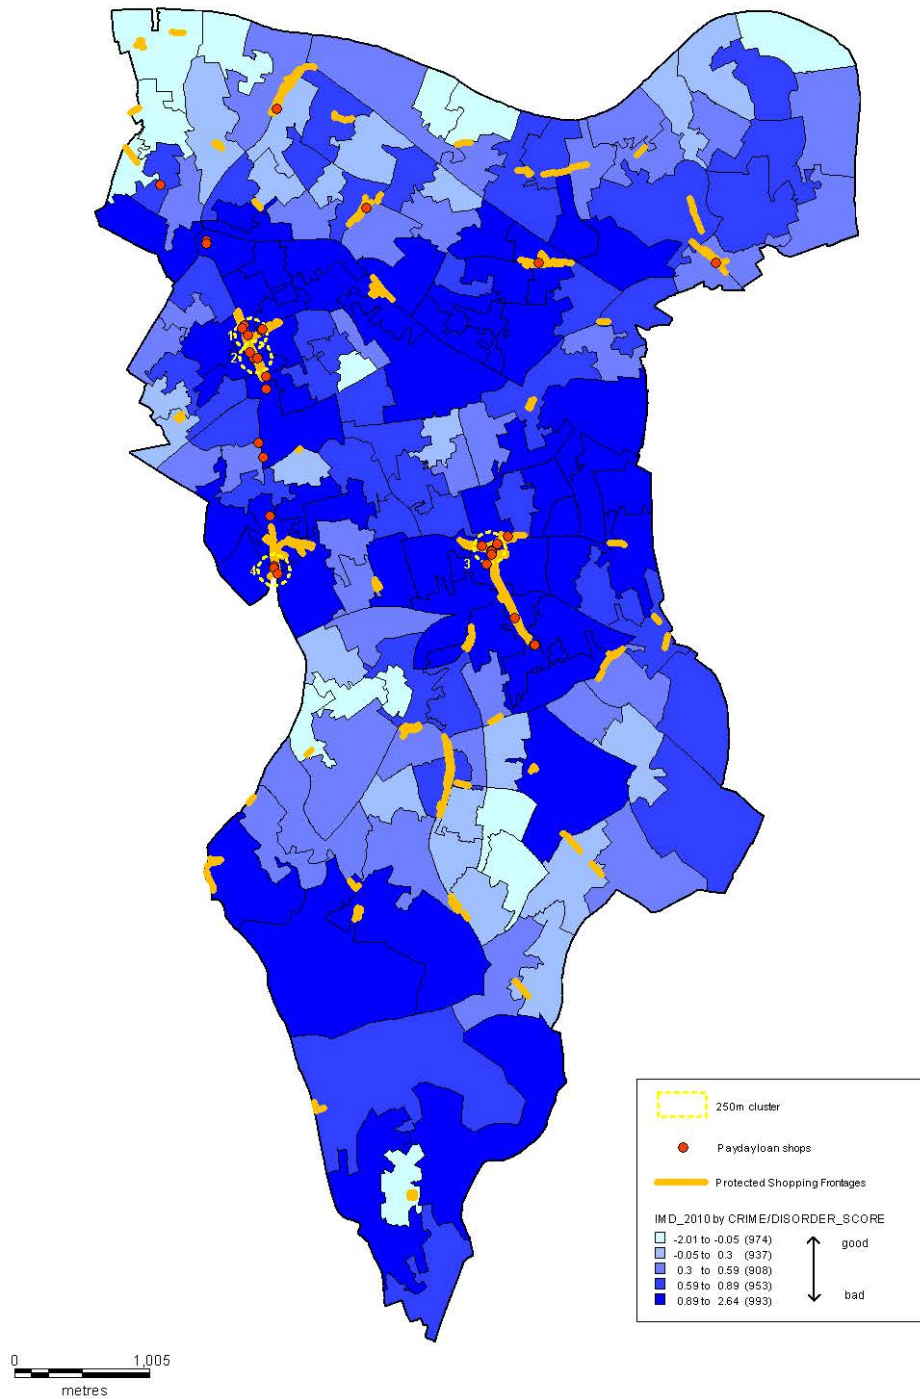 1
2
3
4
250m cluster
Paydayloan shops
Protected Shopping Frontages
IMD_2010 by CRIME/DISORDER_SCORE
-2.01 to -0.05 (974)
good
-0.05 to 0.3 (937)
0.3 to 0.59 (908)
0.59 to 0.89 (953)
bad
0.89 to 2.64 (993)
0 1,005
metres